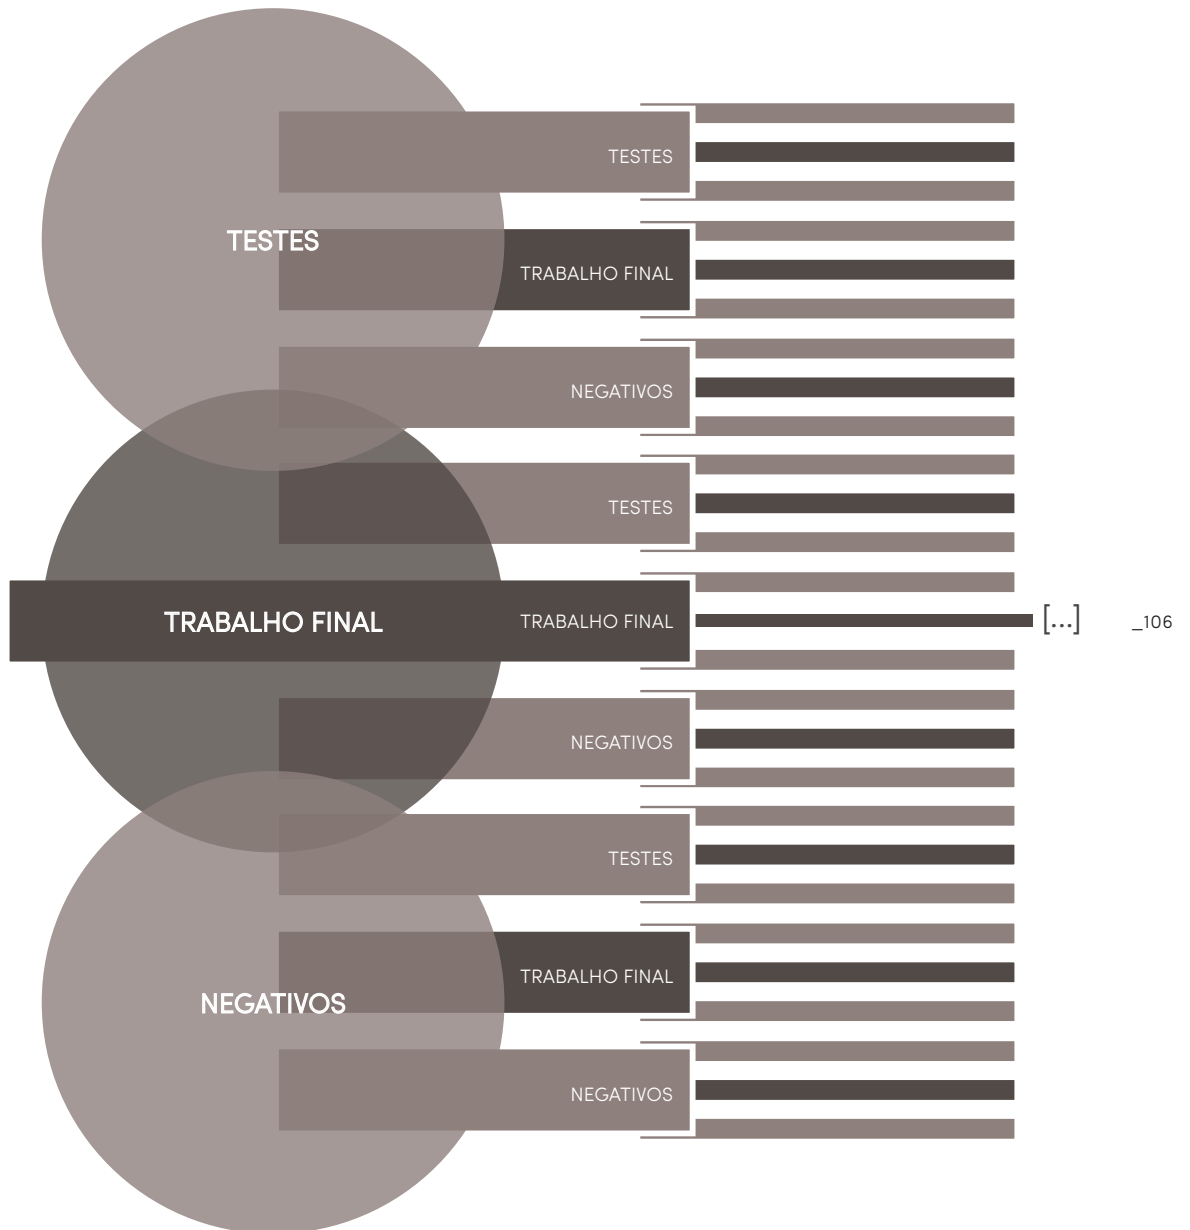 TESTES
TESTES
TRABALHO FINAL
NEGATIVOS
TESTES
TRABALHO FINAL
TRABALHO FINAL
[...]
_106
NEGATIVOS
TESTES
TRABALHO FINAL
NEGATIVOS
NEGATIVOS